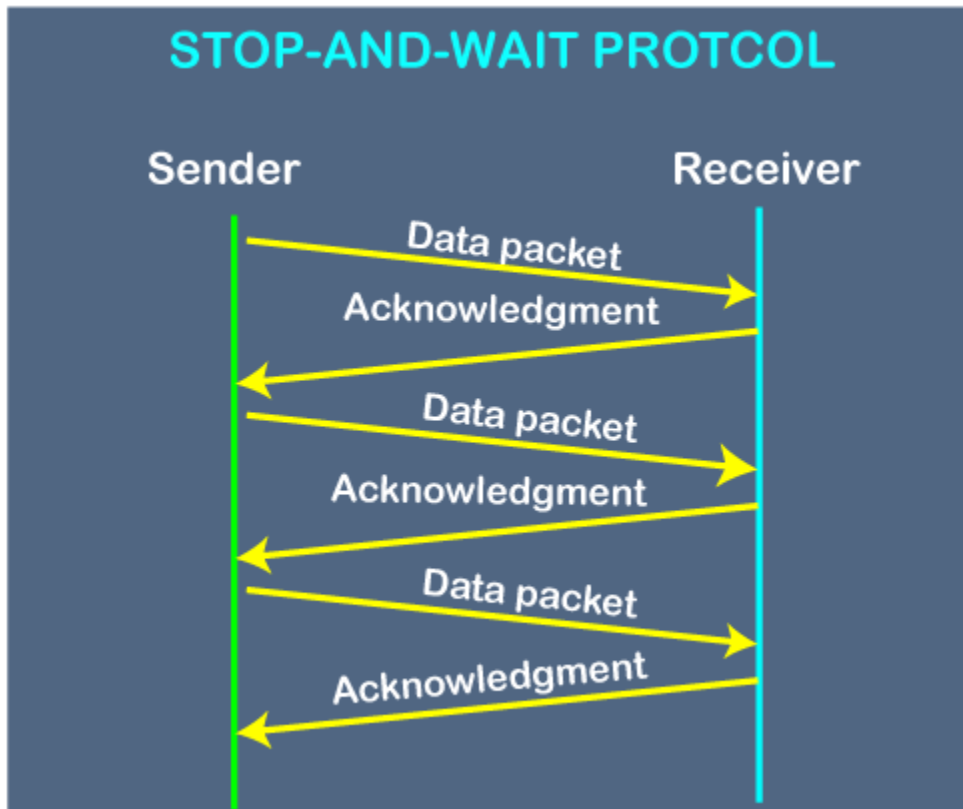 STOP-AND-WAIT PROTCOL
Sender
Receiver
Data packet
Acknowledgment
Data packet
Acknowledgment
Data packet
Acknowledgment